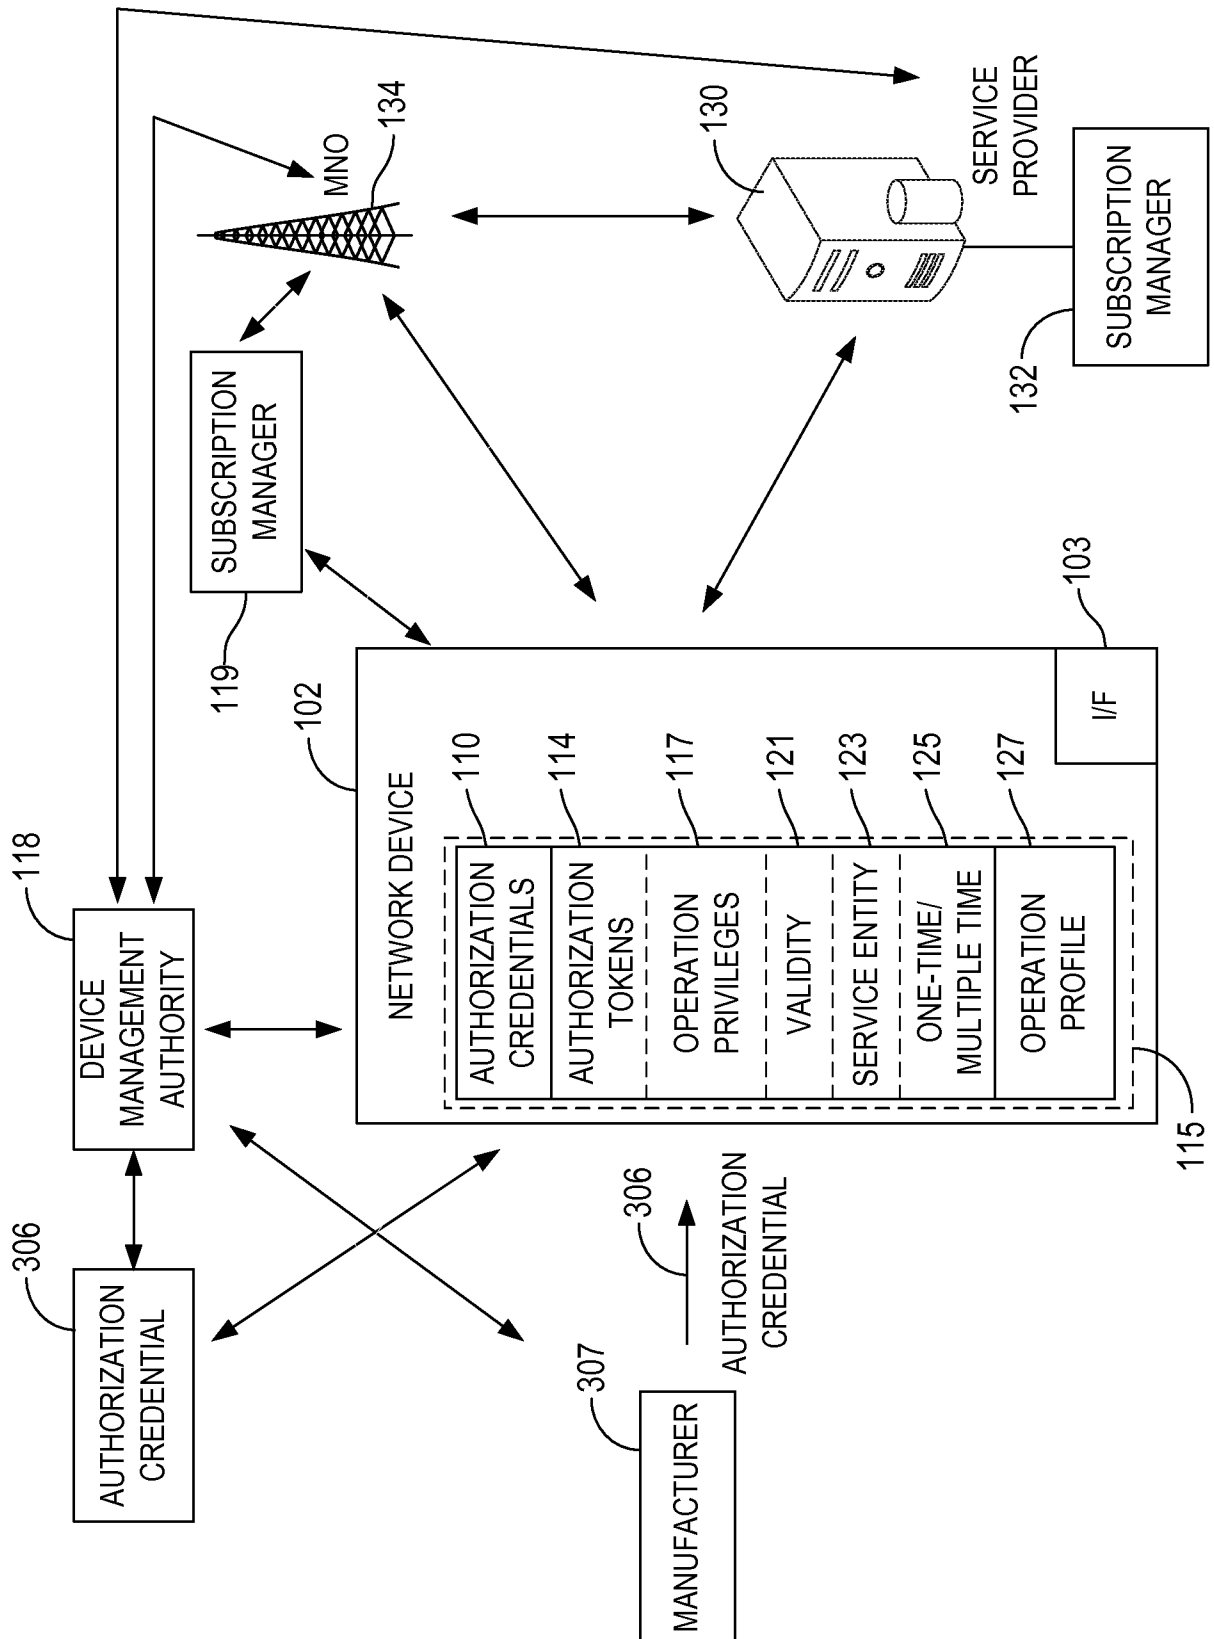 306
AUTHORIZATION
CREDENTIAL
118
DEVICE
MANAGEMENT
AUTHORITY
119
SUBSCRIPTION
MANAGER
MNO
134
307
MANUFACTURER
306
AUTHORIZATION
CREDENTIAL
102
NETWORK DEVICE
AUTHORIZATION
CREDENTIALS
110
AUTHORIZATION
TOKENS
114
OPERATION
PRIVILEGES
117
VALIDITY
121
SERVICE ENTITY
123
ONE-TIME/
MULTIPLE TIME
125
OPERATION
PROFILE
127
115
I/F
103
130
SERVICE
PROVIDER
132
SUBSCRIPTION
MANAGER